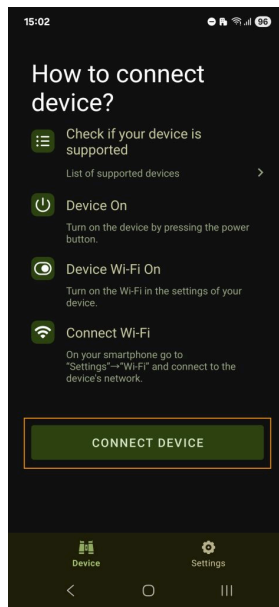 15:02
96
How to connect
device?
Check if your device is
supported
List of supported devices
Device On
Turn on the device by pressing the power
button.
Device Wi-Fi On
Turn on the Wi-Fi in the settings of your
device.
Connect Wi-Fi
On your smartphone go to
"Settings"→"Wi-Fi" and connect to the
device's network.
CONNECT DEVICE
Device
Settings